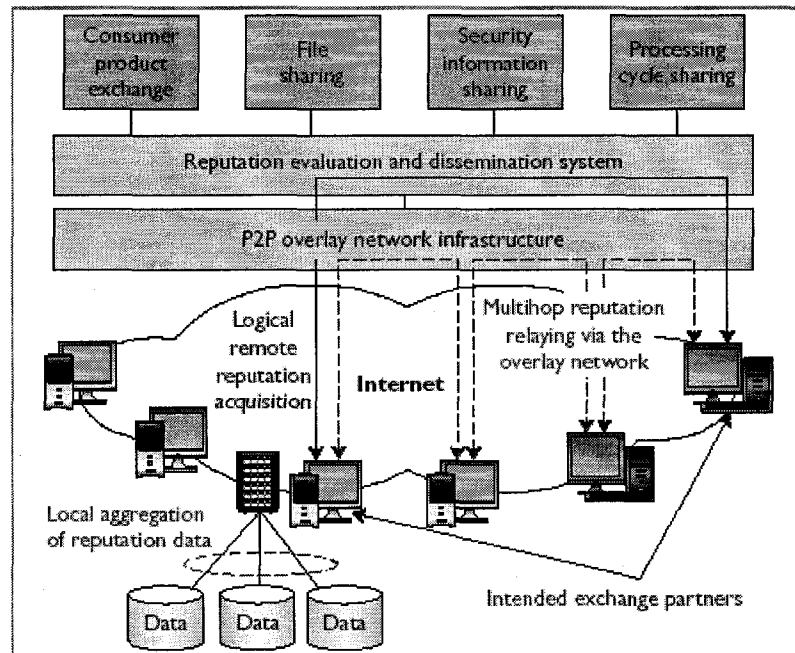 Consumer
product
exchange
File
sharing
Security
information
sharing
Processing
cycle sharing
Reputation evaluation and dissemination system
P2P overlay network infrastructure
Logical
remote
reputation
acquisition
Multihop reputation
relaying via the
overlay network
Internet
Local aggregation
of reputation data
Intended exchange partners
Data
Data
Data